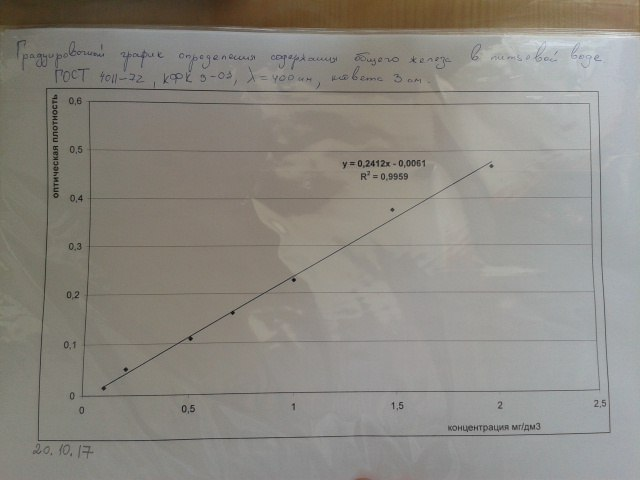 Градуировочный график определения содержания общего железа в питьевой воде
ГОСТ 4011-72, КФК 3-03, λ=400нм, кювета 3 см.
оптическая плотность
0,6
0,5
0,4
0,3
0,2
0,1
0
y = 0,2412x - 0,0061
R² = 0,9959
0
0,5
1
1,5
2
2,5
концентрация мг/дм3
20.10.17